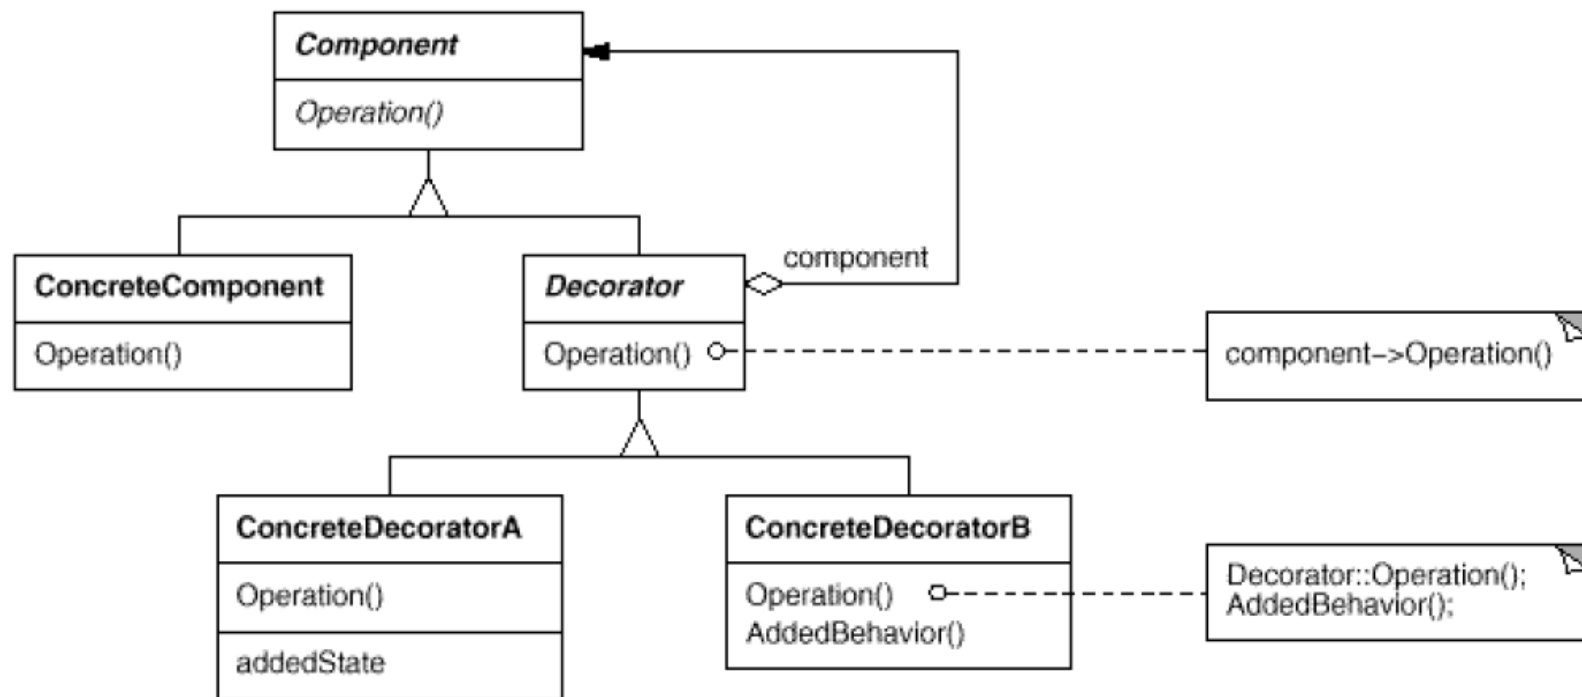 Component
Operation()
component
ConcreteComponent
Operation()
Decorator
Operation()
component–>Operation()
ConcreteDecoratorA
Operation()
addedState
ConcreteDecoratorB
Operation()
AddedBehavior()
Decorator::Operation();
AddedBehavior();